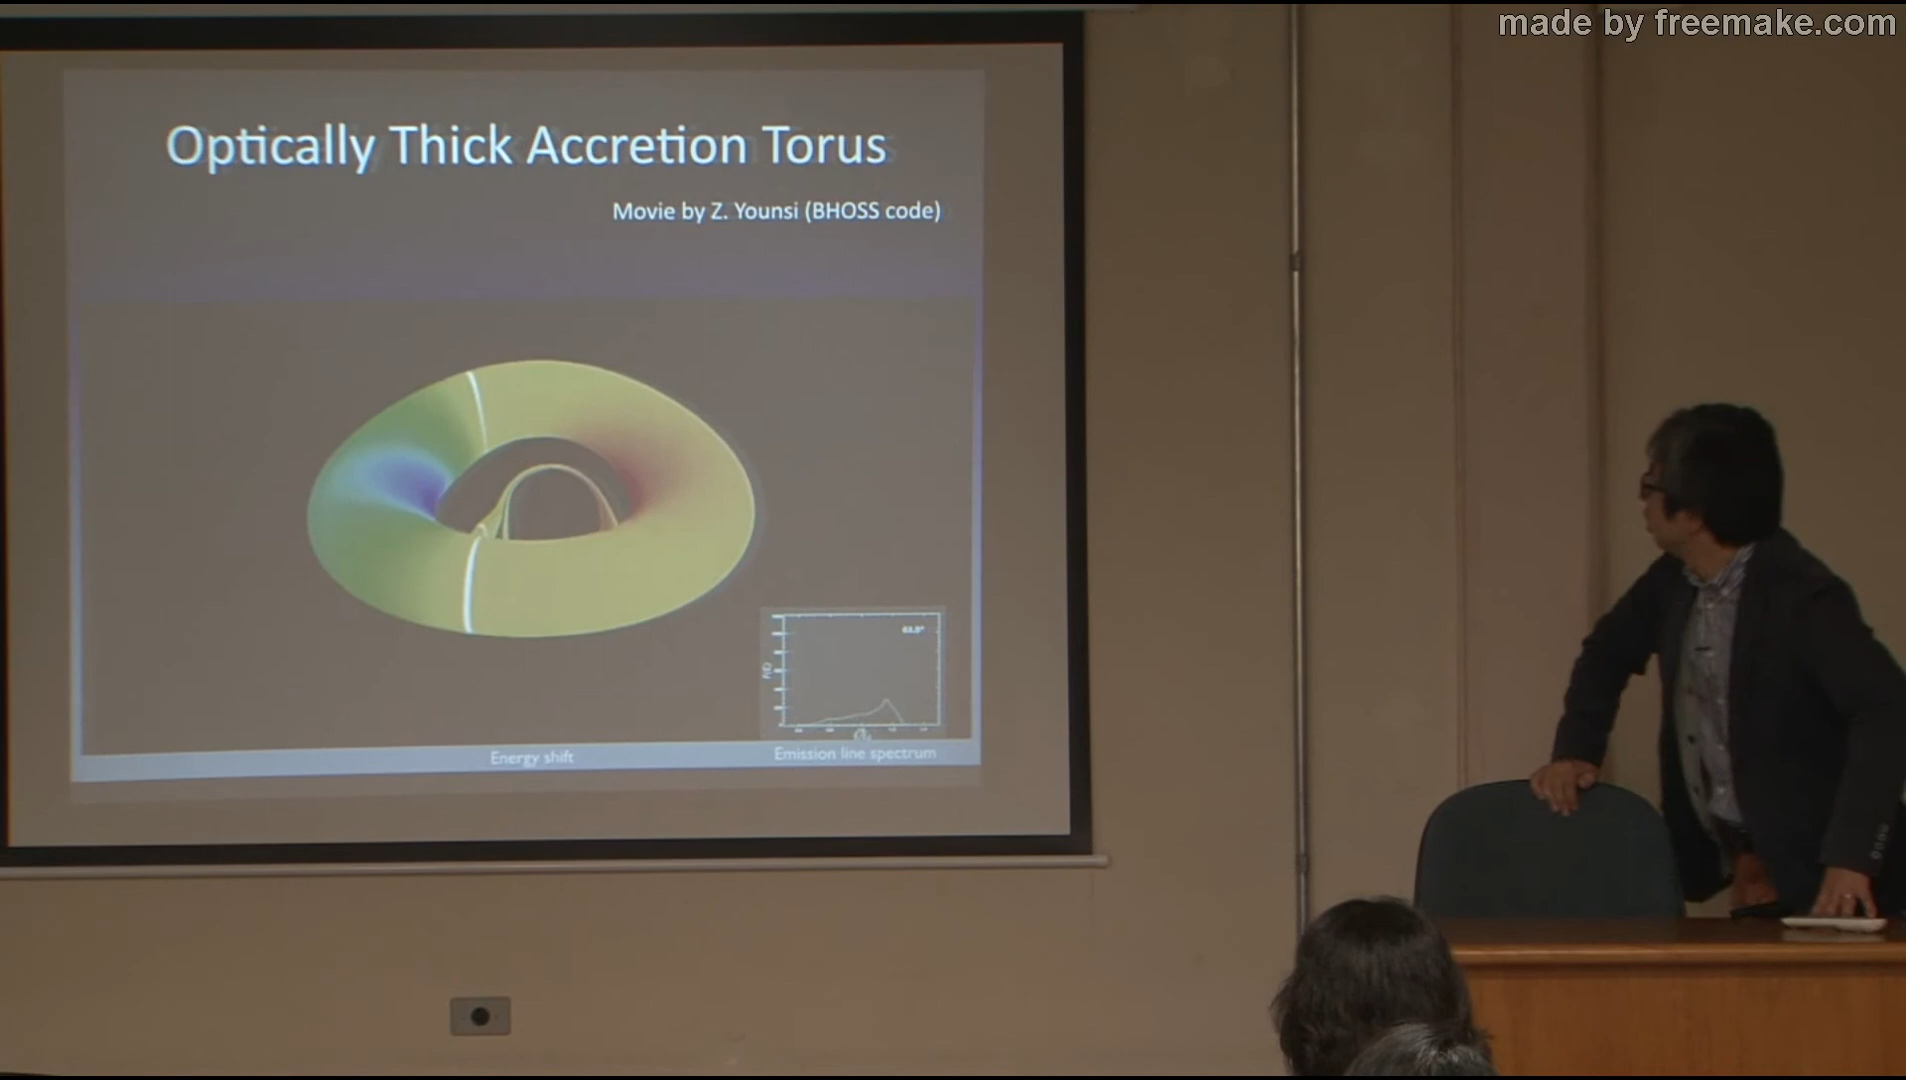 made by freemake.com
Optically Thick Accretion Torus
Movie by Z. Younsi (BHOSS code)
Energy shift
Emission line spectrum